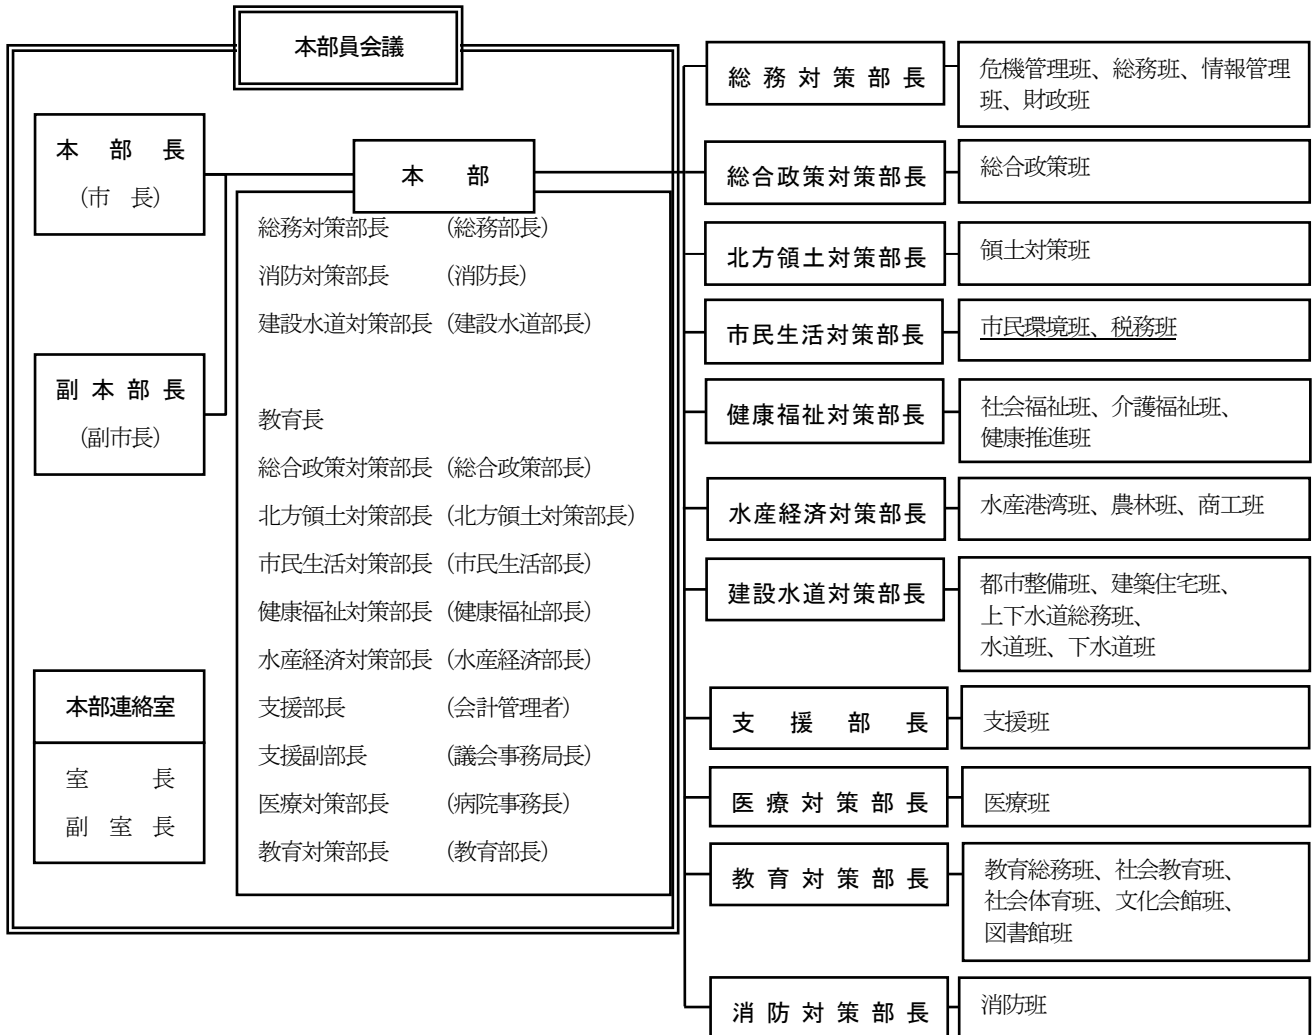 本部員会議
本部長
(市 長)
副本部長
(副市長)
本部連絡室
室 長
副 室 長
本 部
総務対策部長 (総務部長)
消防対策部長 (消防長)
建設水道対策部長 (建設水道部長)
教育長
総合政策対策部長 (総合政策部長)
北方領土対策部長 (北方領土対策部長)
市民生活対策部長 (市民生活部長)
健康福祉対策部長 (健康福祉部長)
水産経済対策部長 (水産経済部長)
支援部長 (会計管理者)
支援副部長 (議会事務局長)
医療対策部長 (病院事務長)
教育対策部長 (教育部長)
総務対策部長
危機管理班、総務班、情報管理
班、財政班
総合政策対策部長
総合政策班
北方領土対策部長
領土対策班
市民生活対策部長
市民環境班、税務班
健康福祉対策部長
社会福祉班、介護福祉班、
健康推進班
水産経済対策部長
水産港湾班、農林班、商工班
建設水道対策部長
都市整備班、建築住宅班、
上下水道総務班、
水道班、下水道班
支援部長
支援班
医療対策部長
医療班
教育対策部長
教育総務班、社会教育班、
社会体育班、文化会館班、
図書館班
消防対策部長
消防班